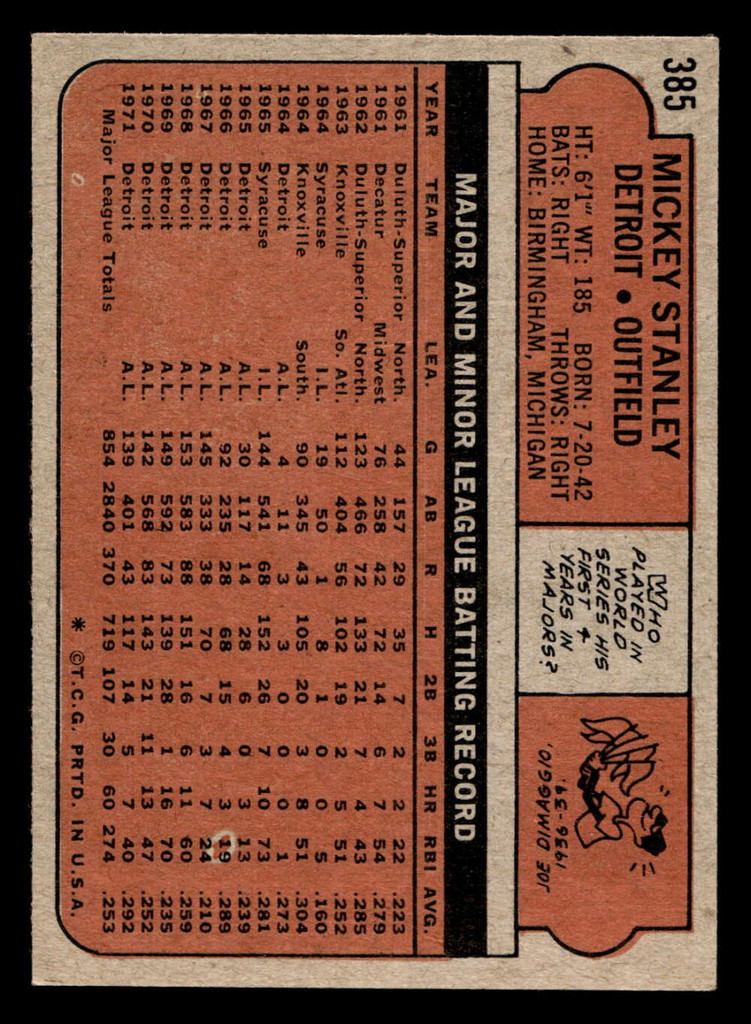 385
MICKEY STANLEY
DETROIT • OUTFIELD
HT: 6'1" WT: 185 BORN: 7-20-42
BATS: RIGHT THROWS: RIGHT
HOME: BIRMINGHAM, MICHIGAN
WHO
PLAYED IN
WORLD
SERIES HIS
FIRST 4
YEARS IN
MAJORS?
JOE DIMAGGIO,
1936-39.
MAJOR AND MINOR LEAGUE BATTING RECORD
YEAR TEAM LEA. G AB R H 2B 3B HR RBI AVG.
1961 Duluth-Superior North. 44 157 29 35 7 2 2 22 .223
1961 Decatur Midwest 76 258 42 72 14 6 7 54 .279
1962 Duluth-Superior North. 123 466 72 133 21 7 4 43 .285
1963 Knoxville So. Atl. 112 404 56 102 19 2 5 51 .252
1964 Syracuse I.L. 19 50 1 8 1 0 0 5 .160
1964 Knoxville South. 90 345 43 105 20 3 8 51 .304
1964 Detroit A.L. 4 11 3 3 0 0 0 1 .273
1965 Syracuse I.L. 144 541 68 152 26 7 10 73 .281
1965 Detroit A.L. 30 117 14 28 6 0 3 13 .239
1966 Detroit A.L. 92 235 28 68 15 4 3 19 .289
1967 Detroit A.L. 145 333 38 70 7 3 7 24 .210
1968 Detroit A.L. 153 583 88 151 16 6 11 60 .259
1969 Detroit A.L. 149 592 73 139 28 1 16 70 .235
1970 Detroit A.L. 142 568 83 143 21 11 13 47 .252
1971 Detroit A.L. 139 401 43 117 14 5 7 40 .292
Major League Totals 854 2840 370 719 107 30 60 274 .253
* ©T.C.G. PRTD. IN U.S.A.